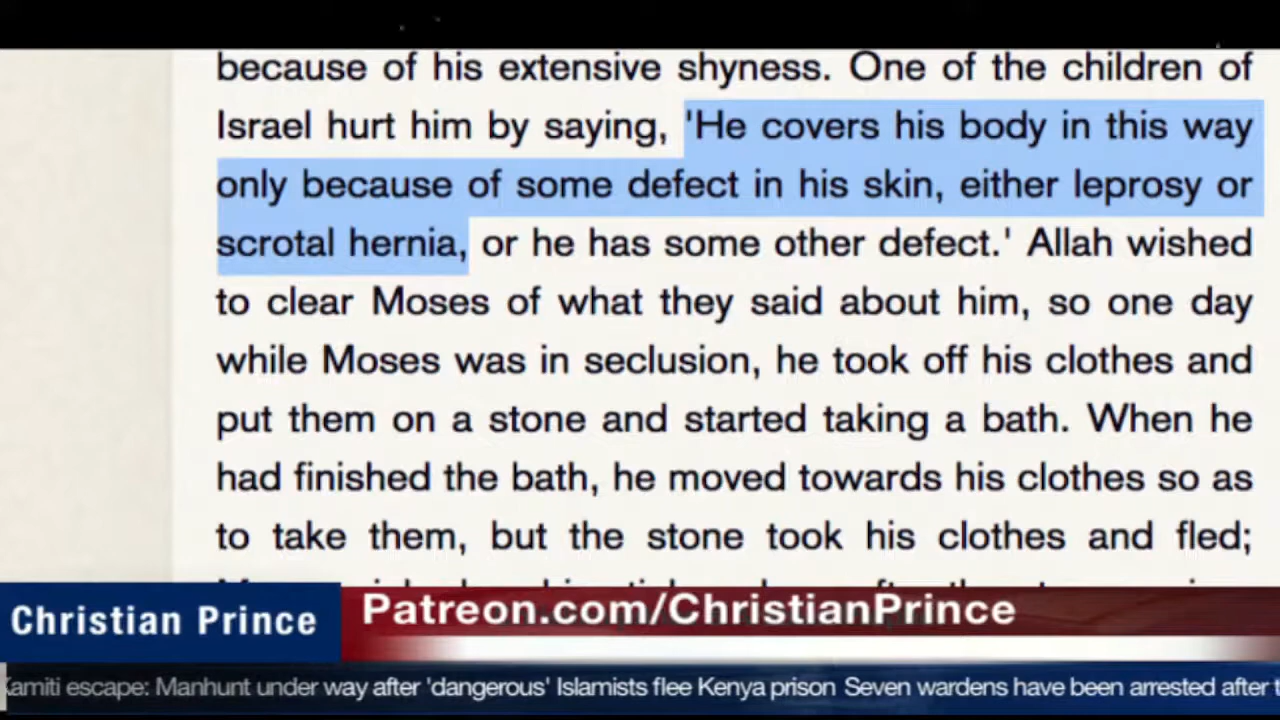 because of his extensive shyness. One of the children of
Israel hurt him by saying, 'He covers his body in this way
only because of some defect in his skin, either leprosy or
scrotal hernia, or he has some other defect.' Allah wished
to clear Moses of what they said about him, so one day
while Moses was in seclusion, he took off his clothes and
put them on a stone and started taking a bath. When he
had finished the bath, he moved towards his clothes so as
to take them, but the stone took his clothes and fled;
Christian Prince
Patreon.com/ChristianPrince
Kamiti escape: Manhunt under way after 'dangerous' Islamists flee Kenya prison Seven wardens have been arrested after